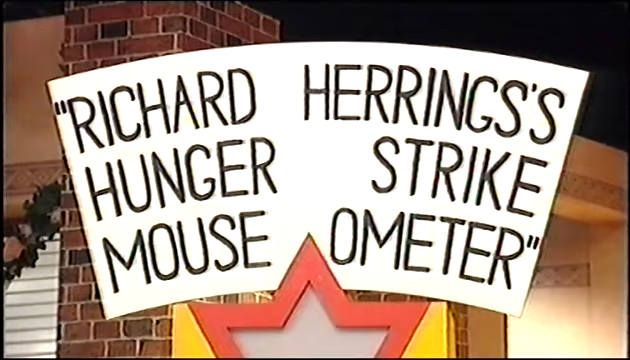 "RICHARD HERRINGS'S
HUNGER STRIKE
MOUSE OMETER"